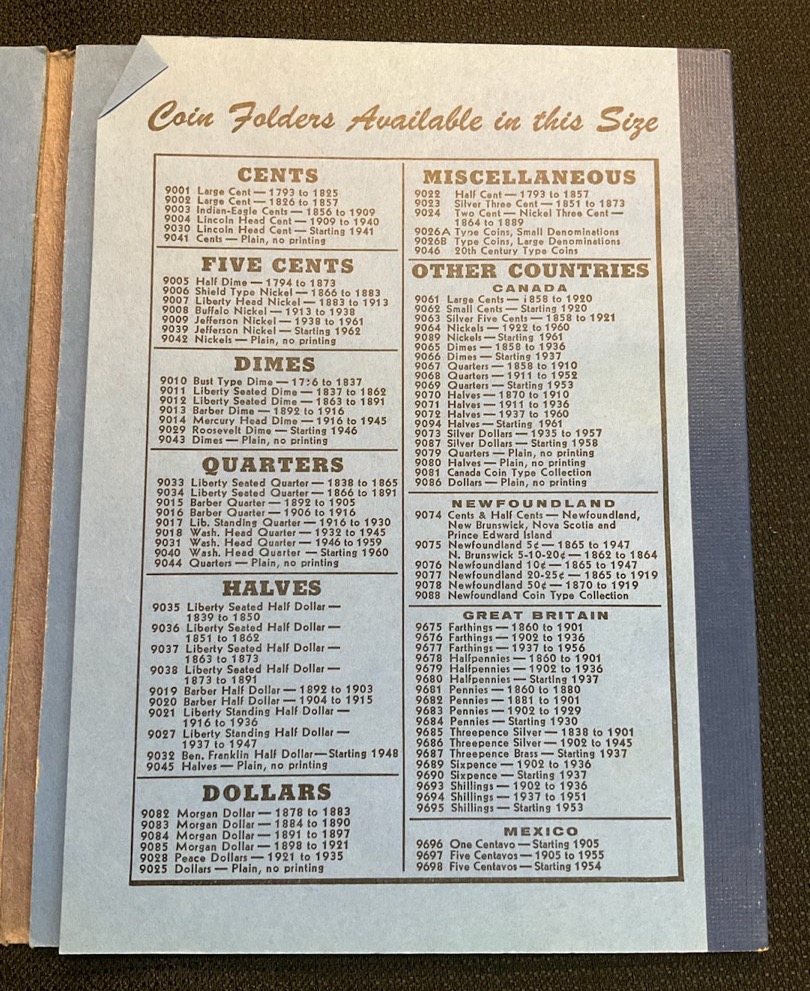 Coin Folders Available in this Size
CENTS
9001 Large Cent — 1793 to 1825
9002 Large Cent — 1826 to 1857
9003 Indian-Eagle Cents — 1856 to 1909
9004 Lincoln Head Cent — 1909 to 1940
9030 Lincoln Head Cent — Starting 1941
9041 Cents — Plain, no printing
FIVE CENTS
9005 Half Dime — 1794 to 1873
9006 Shield Type Nickel — 1866 to 1883
9007 Liberty Head Nickel — 1883 to 1913
9008 Buffalo Nickel — 1913 to 1938
9009 Jefferson Nickel — 1938 to 1961
9039 Jefferson Nickel — Starting 1962
9042 Nickels — Plain, no printing
DIMES
9010 Bust Type Dime — to 1837
9011 Liberty Seated Dime — 1837 to 1862
9012 Liberty Seated Dime — 1863 to 1891
9013 Barber Dime — 1892 to 1916
9014 Mercury Head Dime — 1916 to 1945
9029 Roosevelt Dime — Starting 1946
9043 Dimes — Plain, no printing
QUARTERS
9033 Liberty Seated Quarter — 1838 to 1865
9034 Liberty Seated Quarter — 1866 to 1891
9015 Barber Quarter — 1892 to 1905
9016 Barber Quarter — 1906 to 1916
9017 Lib. Standing Quarter — 1916 to 1930
9018 Wash. Head Quarter — 1932 to 1945
9031 Wash. Head Quarter — 1946 to 1959
9040 Wash. Head Quarter — Starting 1960
9044 Quarters — Plain, no printing
HALVES
9035 Liberty Seated Half Dollar —
1839 to 1850
9036 Liberty Seated Half Dollar —
1851 to 1862
9037 Liberty Seated Half Dollar —
1863 to 1873
9038 Liberty Seated Half Dollar —
1873 to 1891
9019 Barber Half Dollar — 1892 to 1903
9020 Barber Half Dollar — 1904 to 1915
9021 Liberty Standing Half Dollar —
1916 to 1936
9027 Liberty Standing Half Dollar —
1937 to 1947
9032 Ben. Franklin Half Dollar—Starting 1948
9045 Halves — Plain, no printing
DOLLARS
9082 Morgan Dollar — 1878 to 1883
9083 Morgan Dollar — 1884 to 1890
9084 Morgan Dollar — 1891 to 1897
9085 Morgan Dollar — 1898 to 1921
9028 Peace Dollars — 1921 to 1935
9025 Dollars — Plain, no printing
MISCELLANEOUS
9022 Half Cent — 1793 to 1857
9023 Silver Three Cent — 1851 to 1873
9024 Two Cent — Nickel Three Cent —
1864 to 1889
9026A Type Coins, Small Denominations
9026B Type Coins, Large Denominations
9046 20th Century Type Coins
OTHER COUNTRIES
CANADA
9061 Large Cents — 1858 to 1920
9062 Small Cents — Starting 1920
9063 Silver Five Cents — 1858 to 1921
9064 Nickels — 1922 to 1960
9089 Nickels — Starting 1961
9065 Dimes — 1858 to 1936
9066 Dimes — Starting 1937
9067 Quarters — 1858 to 1910
9068 Quarters — 1911 to 1952
9069 Quarters — Starting 1953
9070 Halves — 1870 to 1910
9071 Halves — 1911 to 1936
9072 Halves — 1937 to 1960
9094 Halves — Starting 1961
9073 Silver Dollars — 1935 to 1957
9087 Silver Dollars — Starting 1958
9079 Quarters — Plain, no printing
9080 Halves — Plain, no printing
9081 Canada Coin Type Collection
9086 Dollars — Plain, no printing
NEWFOUNDLAND
9074 Cents & Half Cents — Newfoundland,
New Brunswick, Nova Scotia and
Prince Edward Island
9075 Newfoundland 5¢ — 1865 to 1947
N. Brunswick 5-10-20¢ — 1862 to 1864
9076 Newfoundland 10¢ — 1865 to 1947
9077 Newfoundland 20-25¢ — 1865 to 1919
9078 Newfoundland 50¢ — 1870 to 1919
9088 Newfoundland Coin Type Collection
GREAT BRITAIN
9675 Farthings — 1860 to 1901
9676 Farthings — 1902 to 1936
9677 Farthings — 1937 to 1956
9678 Halfpennies — 1860 to 1901
9679 Halfpennies — 1902 to 1936
9680 Halfpennies — Starting 1937
9681 Pennies — 1860 to 1880
9682 Pennies — 1881 to 1901
9683 Pennies — 1902 to 1929
9684 Pennies — Starting 1930
9685 Threepence Silver — 1838 to 1901
9686 Threepence Silver — 1902 to 1945
9687 Threepence Brass — Starting 1937
9689 Sixpence — 1902 to 1936
9690 Sixpence — Starting 1937
9693 Shillings — 1902 to 1936
9694 Shillings — 1937 to 1951
9695 Shillings — Starting 1953
MEXICO
9696 One Centavo — Starting 1905
9697 Five Centavos — 1905 to 1955
9698 Five Centavos — Starting 1954